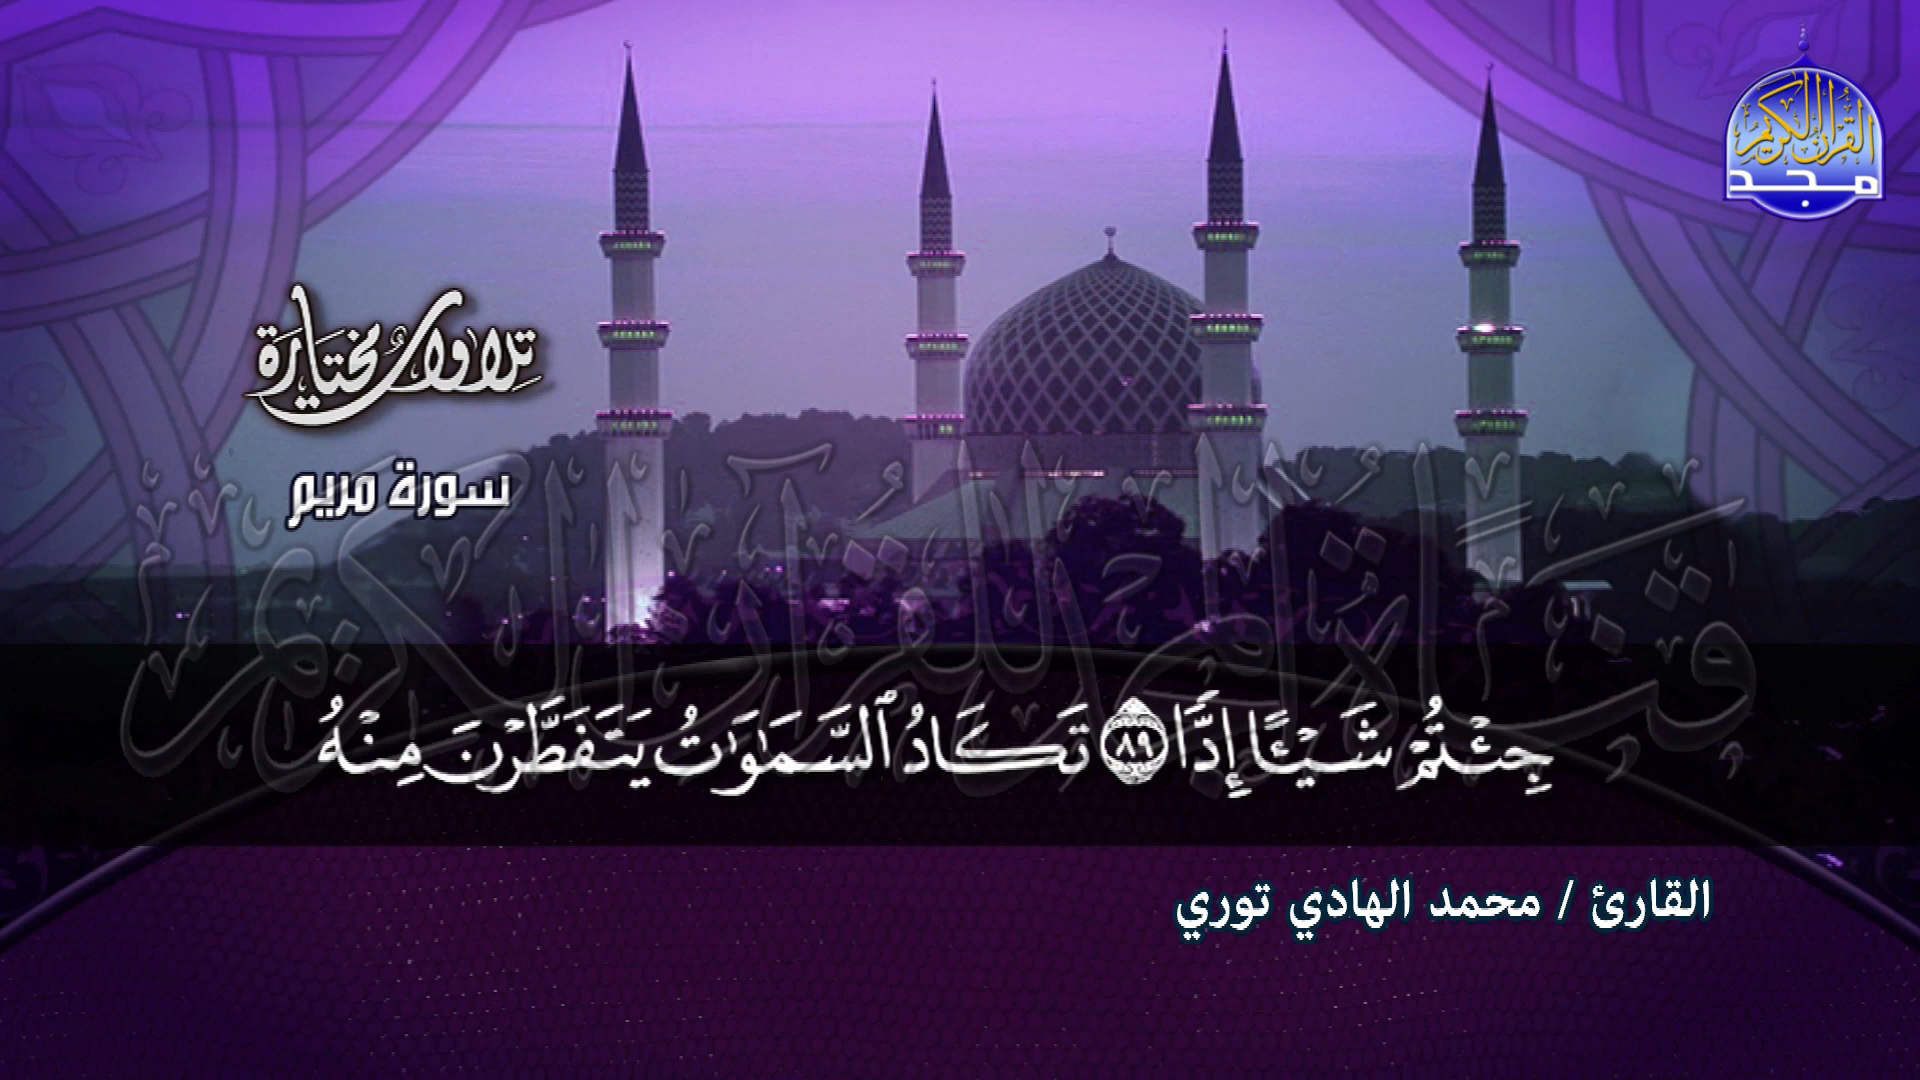 القرآن الكريم
مجد
تلاوات مختارة
سورة مريم
جِئْتُمْ شَيْـًٔا إِدًّا ٨٩ تَكَادُ ٱلسَّمَٰوَٰتُ يَتَفَطَّرْنَ مِنْهُ
القارئ / محمد الهادي توري